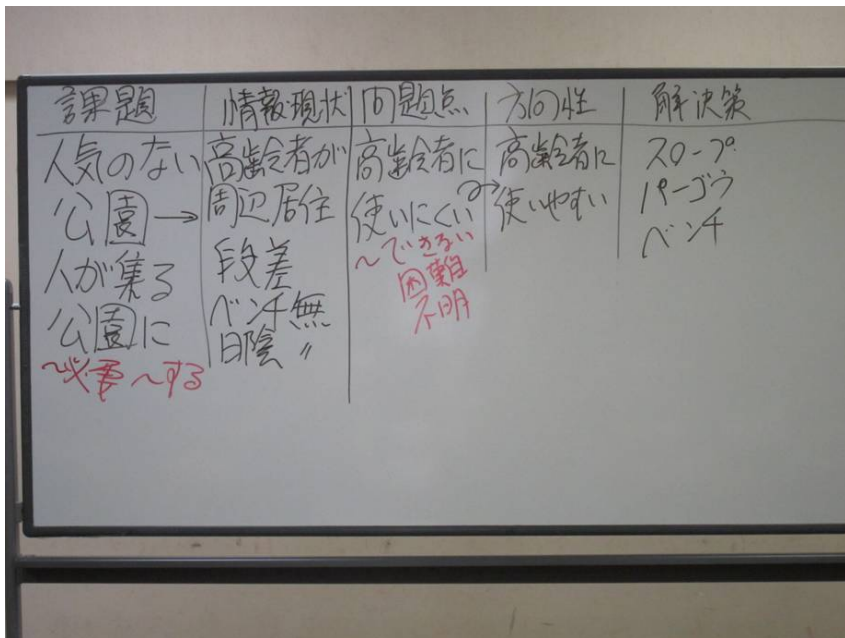 課題
人気のない
公園→
人が集る
公園に
〜必要〜する
情報現状
高齢者が
周辺居住
段差
ベンチ無
日陰〃
問題点
高齢者に
使いにくい
〜できない
困難
不明
方向性
高齢者に
使いやすい
解決策
スロープ
パーゴラ
ベンチ